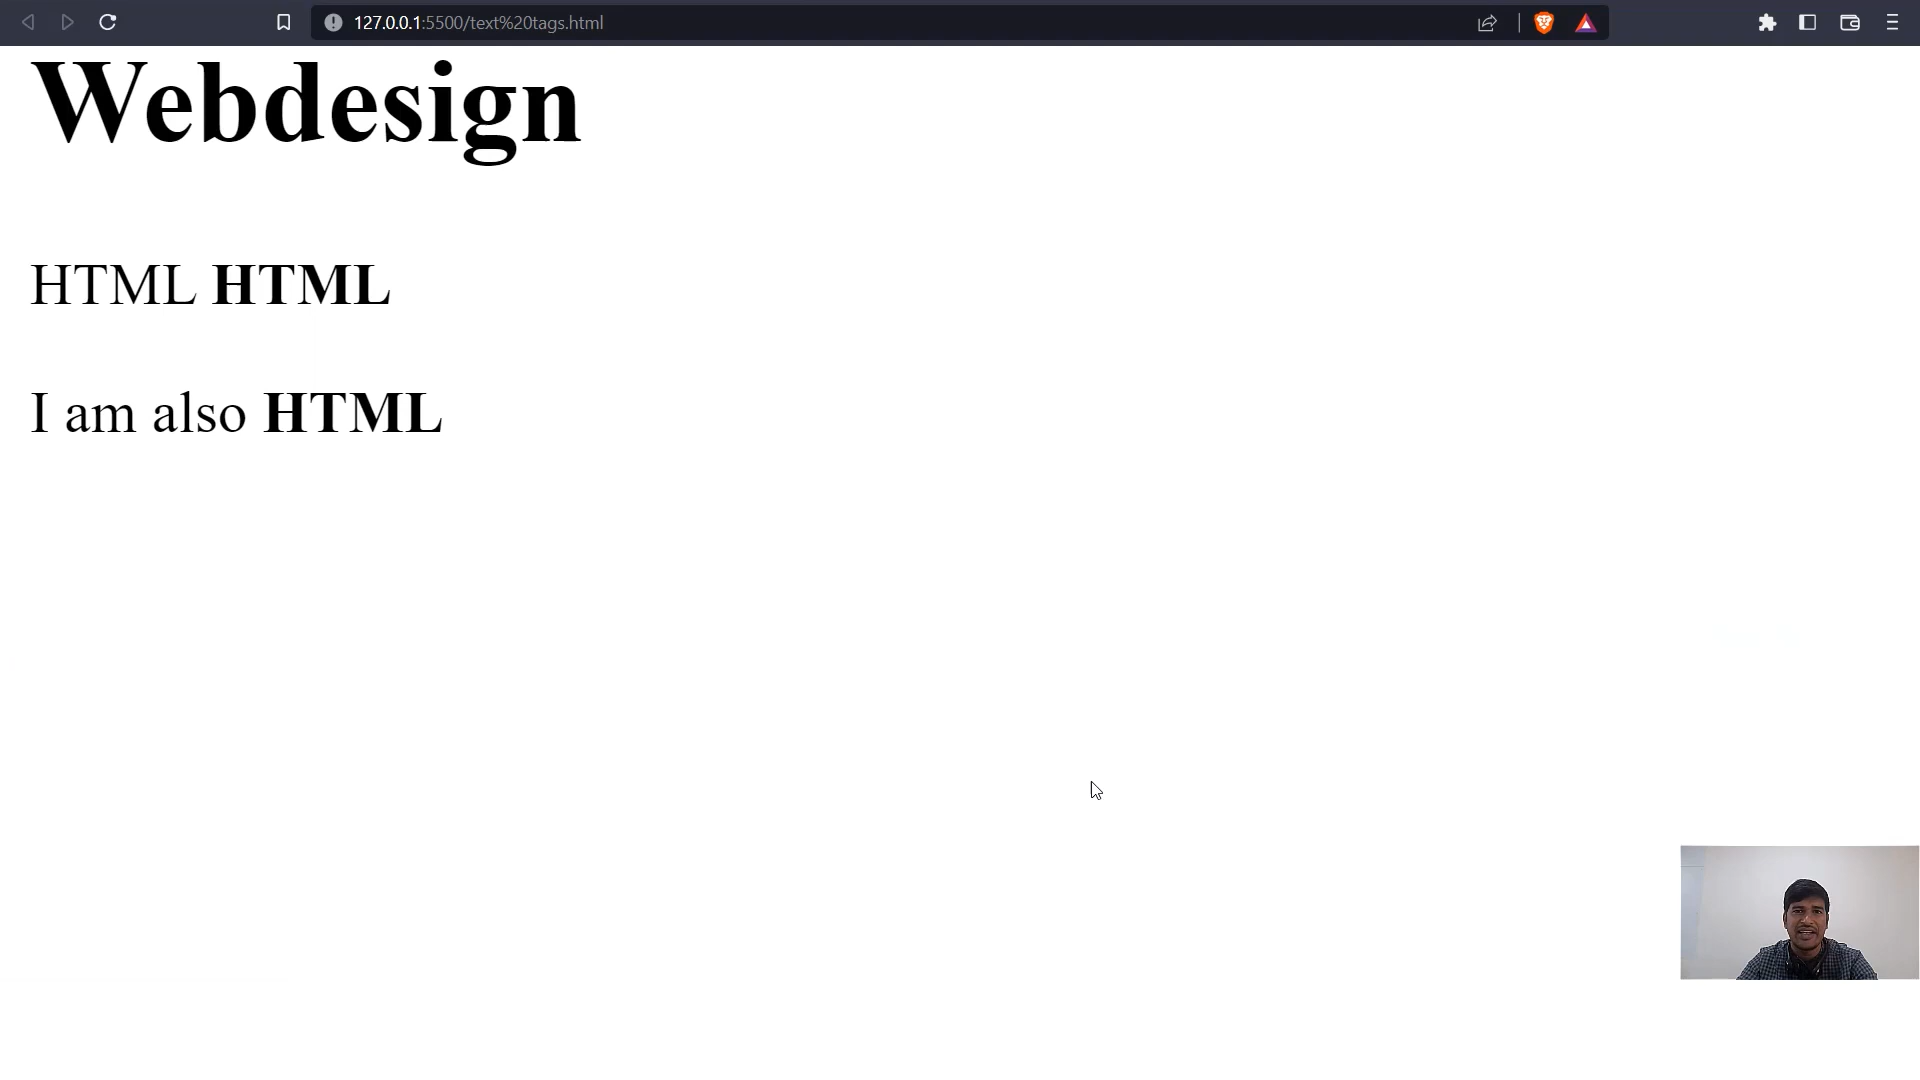 127.0.0.1:5500/text%20tags.html
Webdesign
HTML HTML
I am also HTML